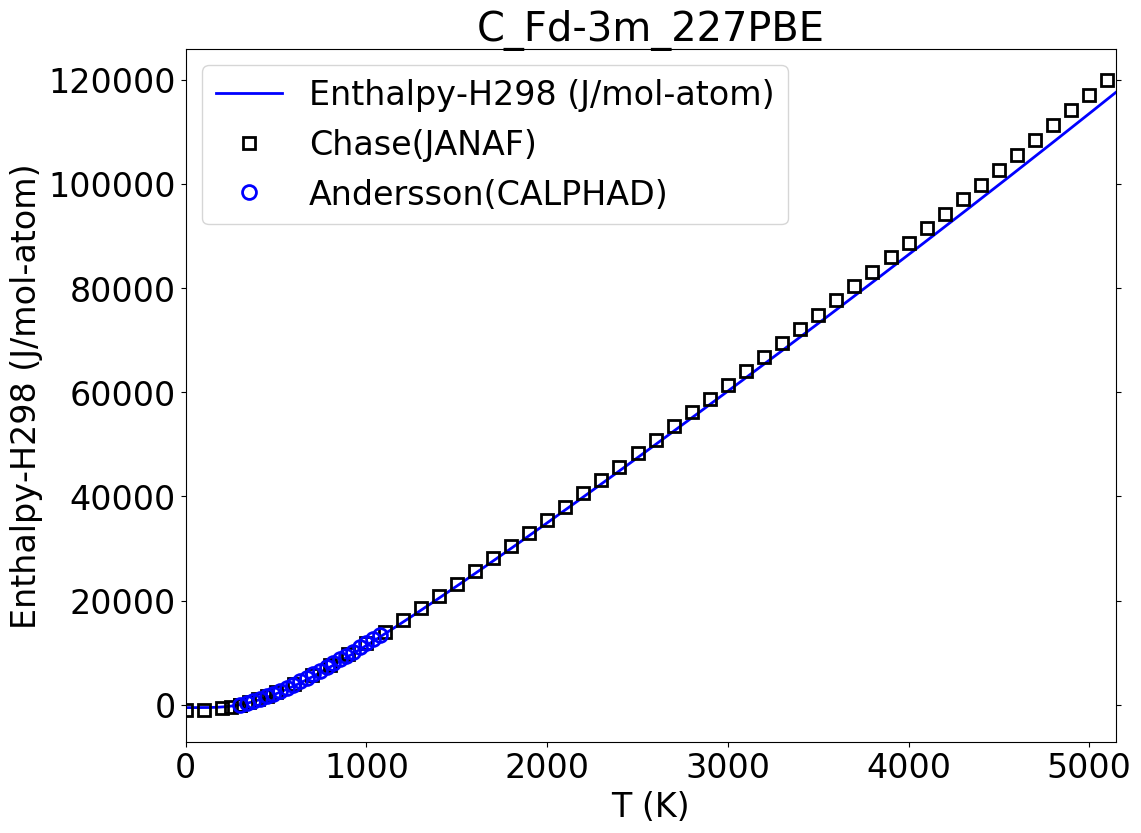 C_Fd-3m_227PBE
Enthalpy-H298 (J/mol-atom)
Chase(JANAF)
Andersson(CALPHAD)
Enthalpy-H298 (J/mol-atom)
120000
100000
80000
60000
40000
20000
0
0 1000 2000 3000 4000 5000
T (K)